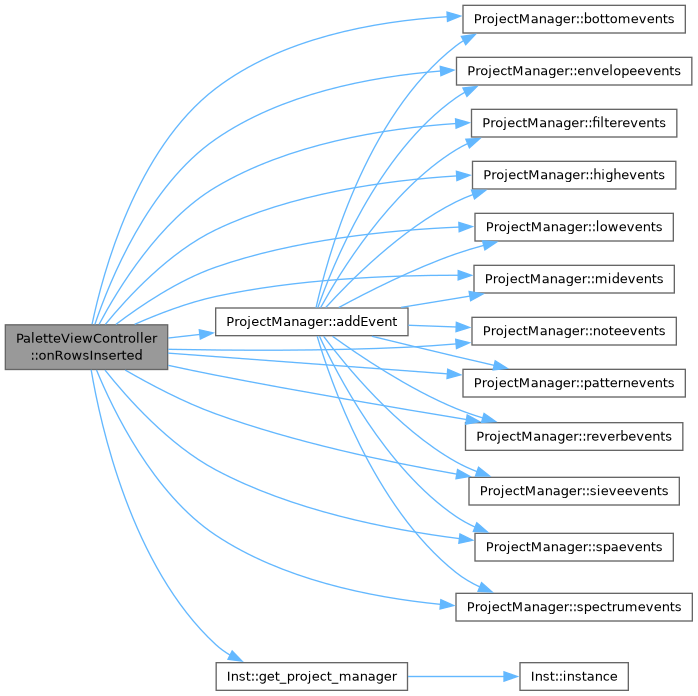 ProjectManager::bottomevents
ProjectManager::envelopeevents
ProjectManager::filterevents
ProjectManager::highevents
ProjectManager::lowevents
ProjectManager::midevents
PaletteViewController
::onRowsInserted
ProjectManager::addEvent
ProjectManager::noteevents
ProjectManager::patternevents
ProjectManager::reverbevents
ProjectManager::sieveevents
ProjectManager::spaevents
ProjectManager::spectrumevents
Inst::get_project_manager
Inst::instance